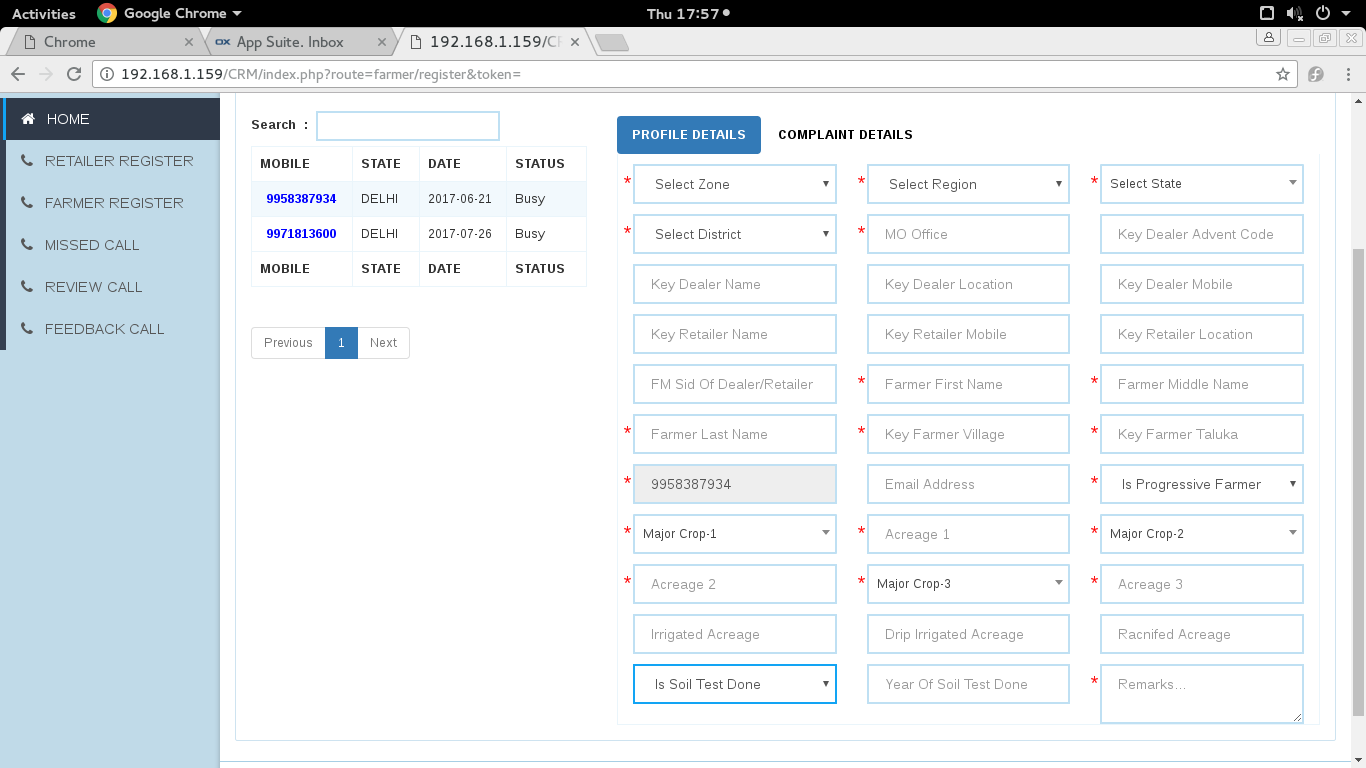 Activities Google Chrome Thu 17:57
Chrome App Suite. Inbox 192.168.1.159/CF
192.168.1.159/CRM/index.php?route=farmer/register&token=
HOME
RETAILER REGISTER
FARMER REGISTER
MISSED CALL
REVIEW CALL
FEEDBACK CALL
Search :
MOBILE STATE DATE STATUS
9958387934 DELHI 2017-06-21 Busy
9971813600 DELHI 2017-07-26 Busy
MOBILE STATE DATE STATUS
Previous 1 Next
PROFILE DETAILS COMPLAINT DETAILS
* Select Zone * Select Region * Select State
* Select District * MO Office Key Dealer Advent Code
Key Dealer Name Key Dealer Location Key Dealer Mobile
Key Retailer Name Key Retailer Mobile Key Retailer Location
FM Sid Of Dealer/Retailer * Farmer First Name * Farmer Middle Name
* Farmer Last Name * Key Farmer Village * Key Farmer Taluka
* 9958387934 Email Address * Is Progressive Farmer
* Major Crop-1 * Acreage 1 * Major Crop-2
* Acreage 2 * Major Crop-3 * Acreage 3
Irrigated Acreage Drip Irrigated Acreage Racnifed Acreage
Is Soil Test Done Year Of Soil Test Done * Remarks...